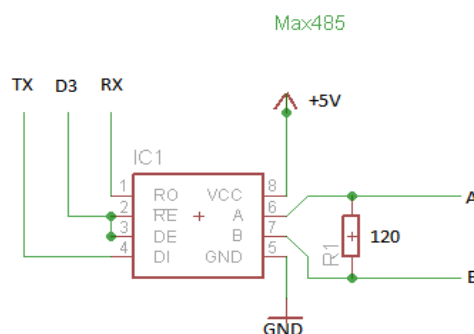 Max485
TX D3 RX
+5V
IC1
1 RO VCC 8
2 RE A 6
3 DE B 7
4 DI GND 5
R1 120
A
B
GND